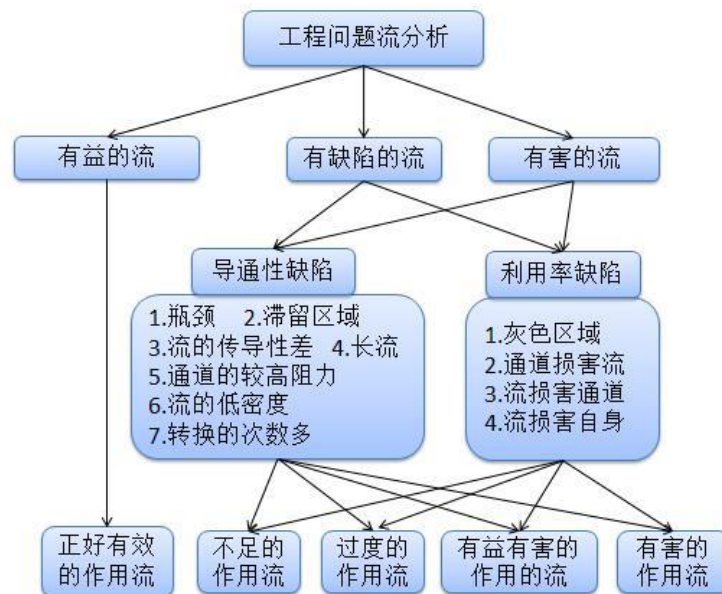 工程问题流分析
有益的流
有缺陷的流
有害的流
导通性缺陷
1.瓶颈 2.滞留区域
3.流的传导性差 4.长流
5.通道的较高阻力
6.流的低密度
7.转换的次数多
利用率缺陷
1.灰色区域
2.通道损害流
3.流损害通道
4.流损害自身
正好有效
的作用流
不足的
作用流
过度的
作用流
有益有害的
作用的流
有害的
作用流